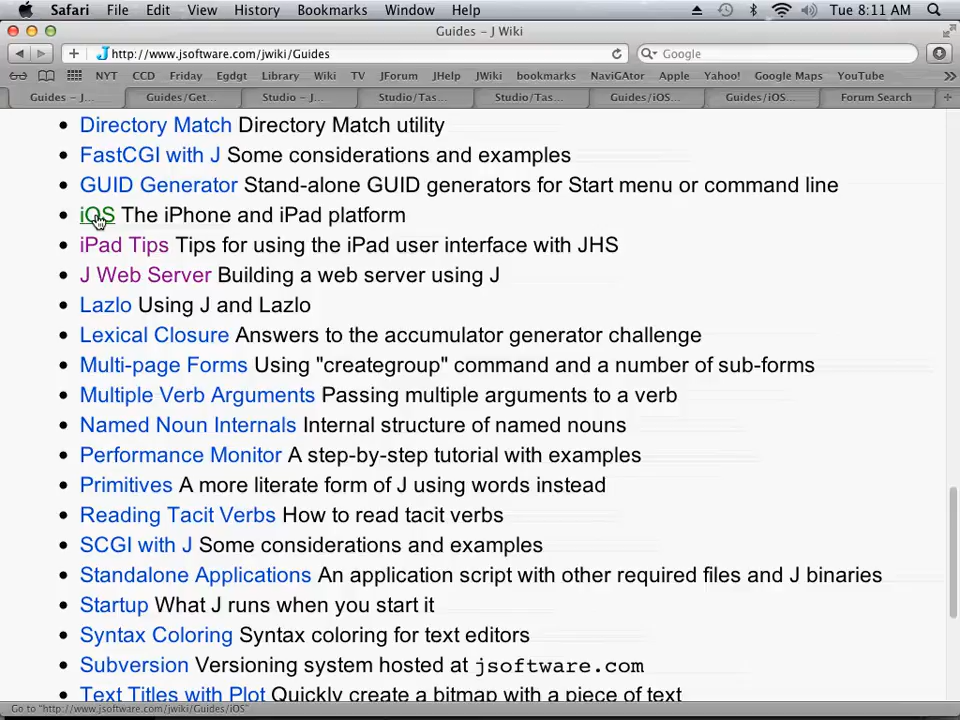 Safari File Edit View History Bookmarks Window Help Tue 8:11 AM
Guides – J Wiki
http://www.jsoftware.com/jwiki/Guides Google
NYT CCD Friday Egdgt Library Wiki TV JForum JHelp JWiki bookmarks NaviGAtor Apple Yahoo! Google Maps YouTube
Guides – J... Guides/Get... Studio – J... Studio/Tas... Studio/Tas... Guides/iOS... Guides/iOS... Forum Search
• Directory Match Directory Match utility
• FastCGI with J Some considerations and examples
• GUID Generator Stand-alone GUID generators for Start menu or command line
• iOS The iPhone and iPad platform
• iPad Tips Tips for using the iPad user interface with JHS
• J Web Server Building a web server using J
• Lazlo Using J and Lazlo
• Lexical Closure Answers to the accumulator generator challenge
• Multi-page Forms Using "creategroup" command and a number of sub-forms
• Multiple Verb Arguments Passing multiple arguments to a verb
• Named Noun Internals Internal structure of named nouns
• Performance Monitor A step-by-step tutorial with examples
• Primitives A more literate form of J using words instead
• Reading Tacit Verbs How to read tacit verbs
• SCGI with J Some considerations and examples
• Standalone Applications An application script with other required files and J binaries
• Startup What J runs when you start it
• Syntax Coloring Syntax coloring for text editors
• Subversion Versioning system hosted at jsoftware.com
• Text Titles with Plot Quickly create a bitmap with a piece of text
Go to "http://www.jsoftware.com/jwiki/Guides/iOS"